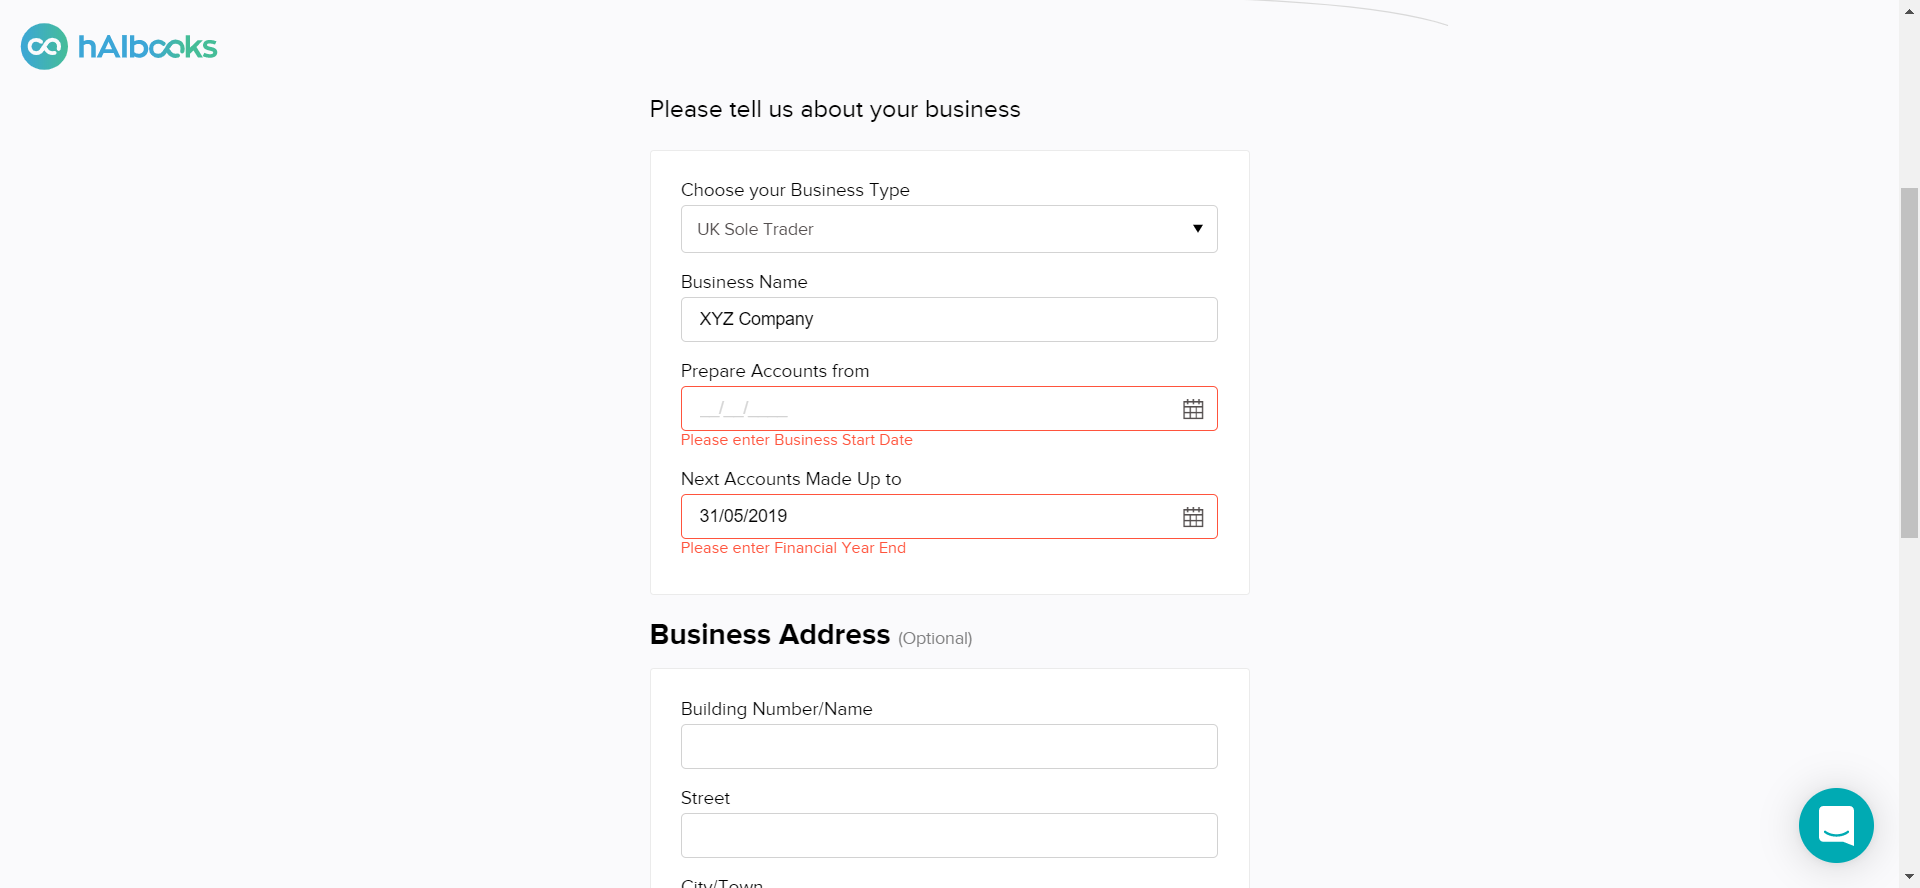 hAIbooks
Please tell us about your business
Choose your Business Type
UK Sole Trader
Business Name
XYZ Company
Prepare Accounts from
__/__/____
Please enter Business Start Date
Next Accounts Made Up to
31/05/2019
Please enter Financial Year End
Business Address (Optional)
Building Number/Name
Street
City/Town